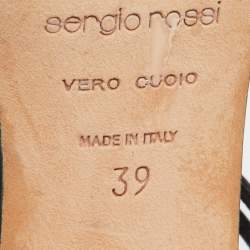 sergio rossi
VERO CUOIO
MADE IN ITALY
39